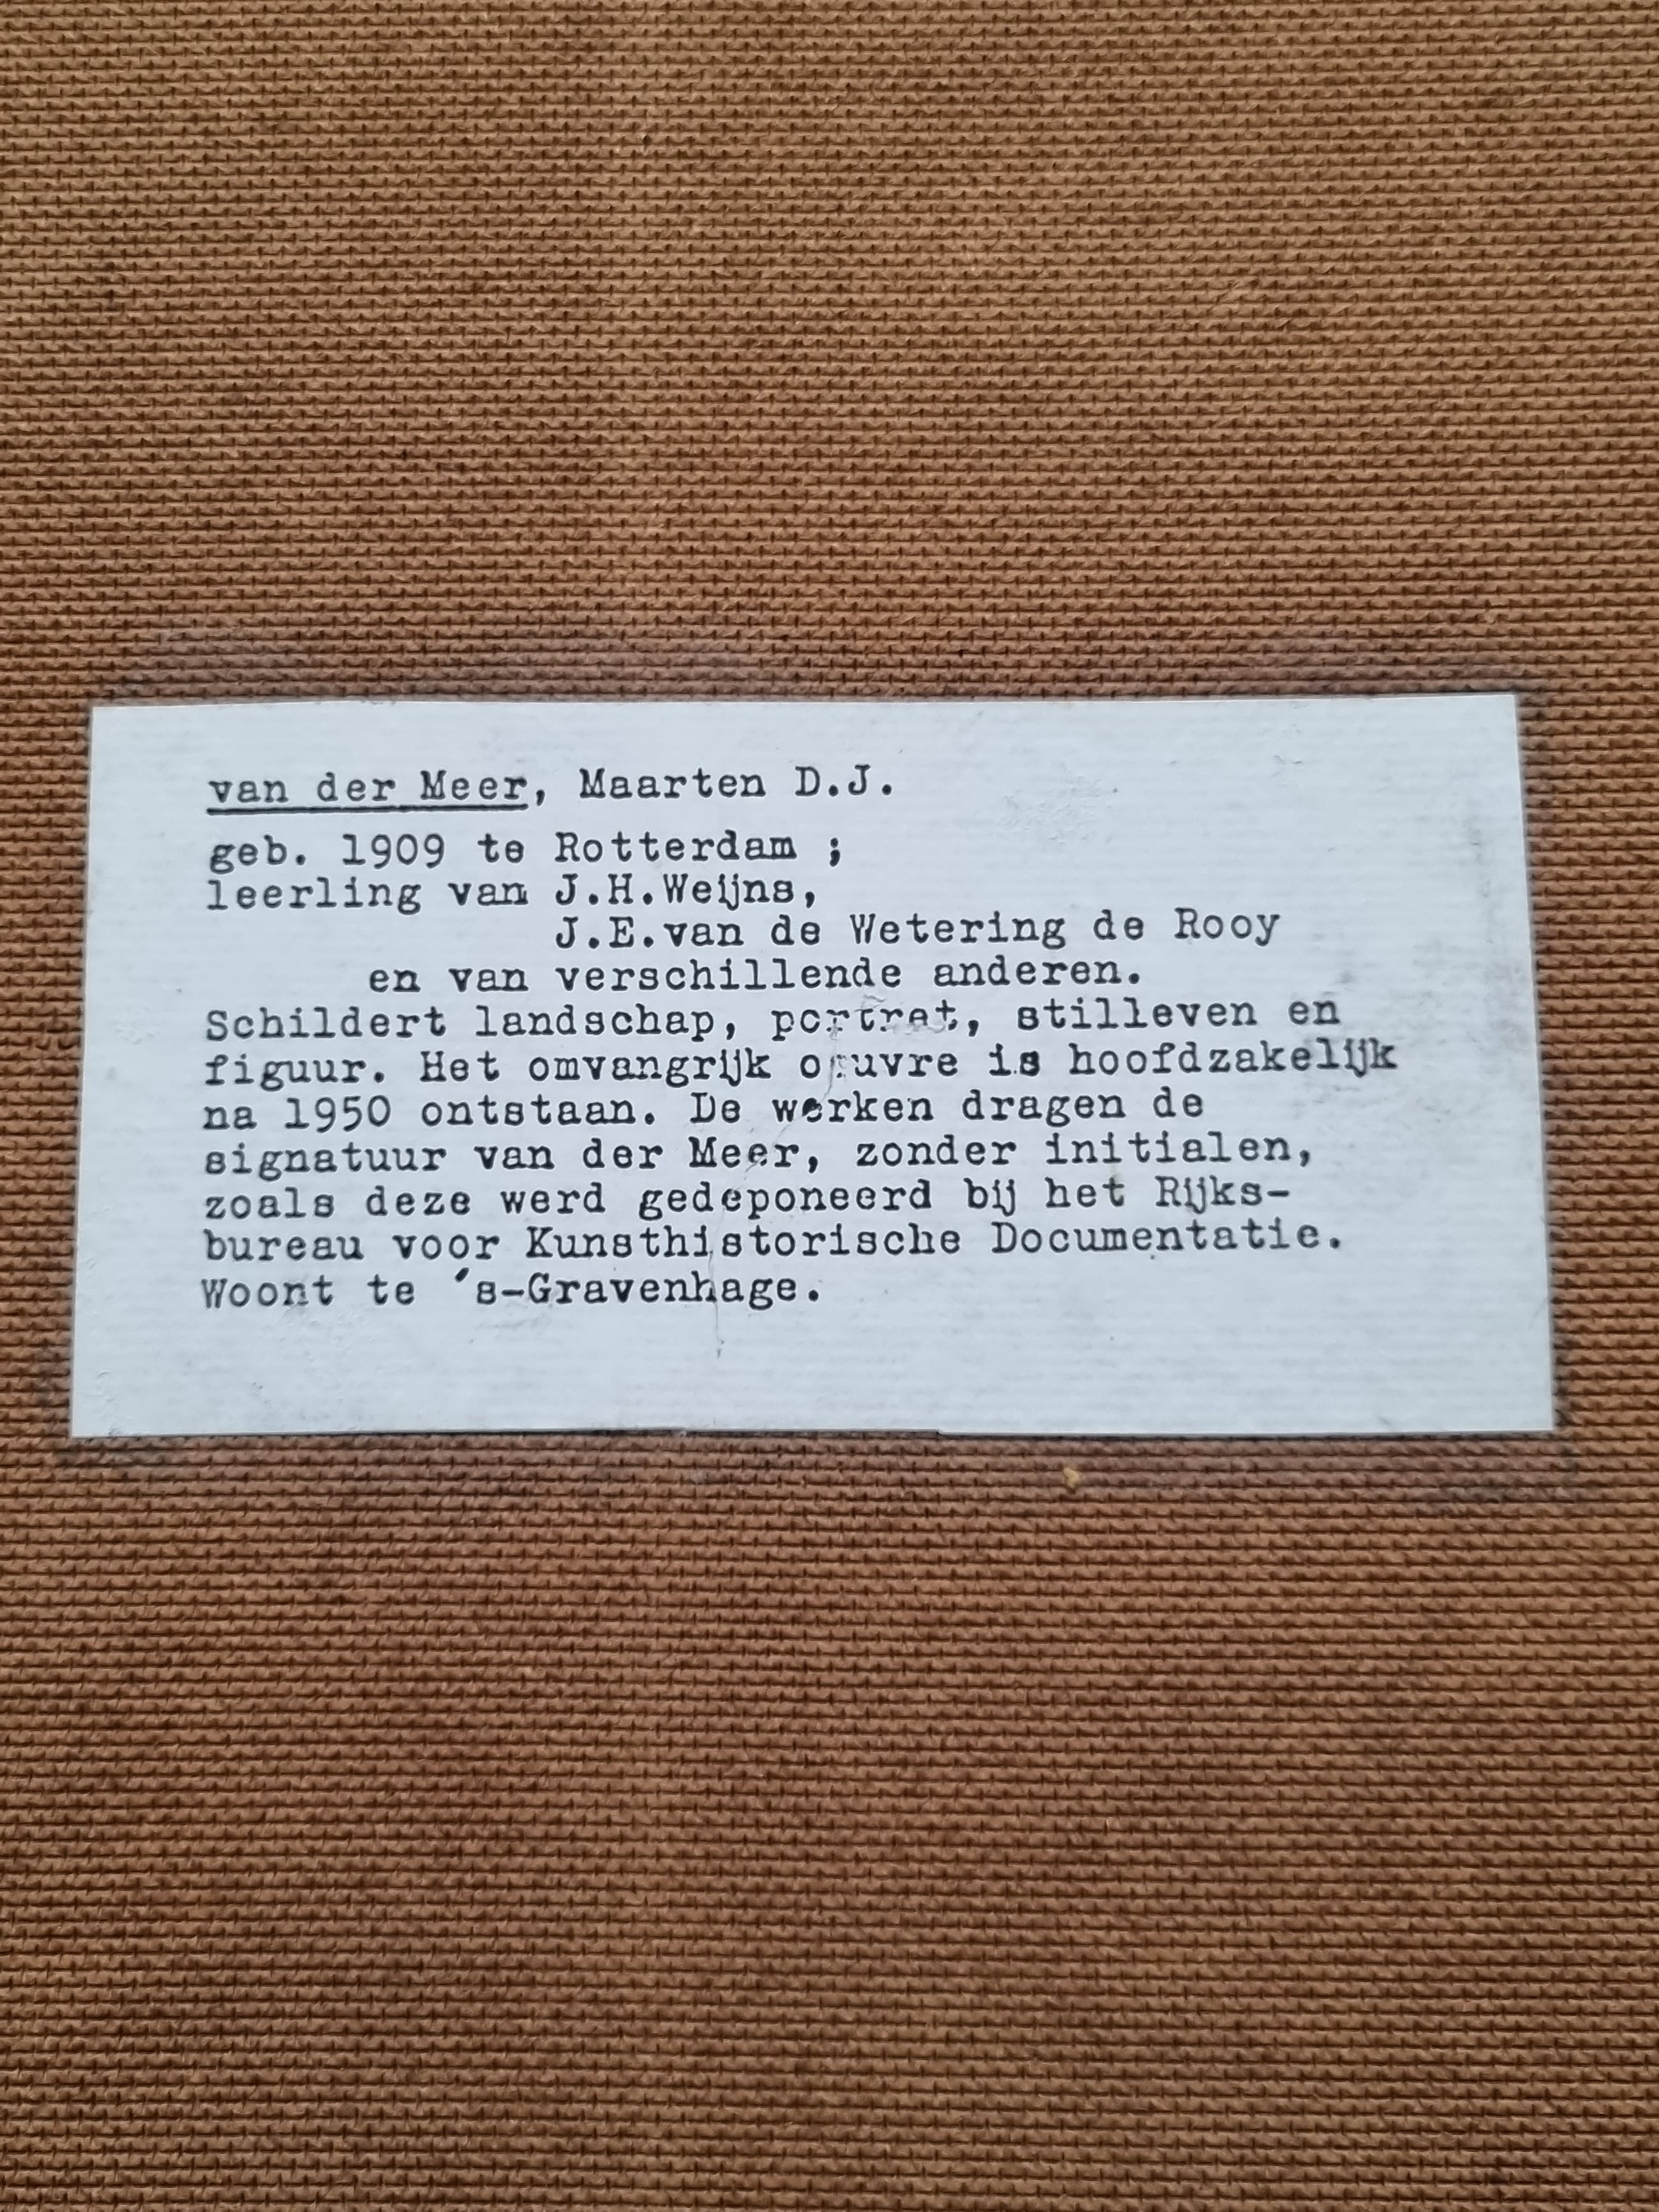 van der Meer, Maarten D.J.
geb. 1909 te Rotterdam ;
leerling van J.H.Weijns,
J.E.van de Wetering de Rooy
en van verschillende anderen.
Schildert landschap, portret, stilleven en
figuur. Het omvangrijk oeuvre is hoofdzakelijk
na 1950 ontstaan. De werken dragen de
signatuur van der Meer, zonder initialen,
zoals deze werd gedeponeerd bij het Rijks-
bureau voor Kunsthistorische Documentatie.
Woont te 's-Gravenhage.